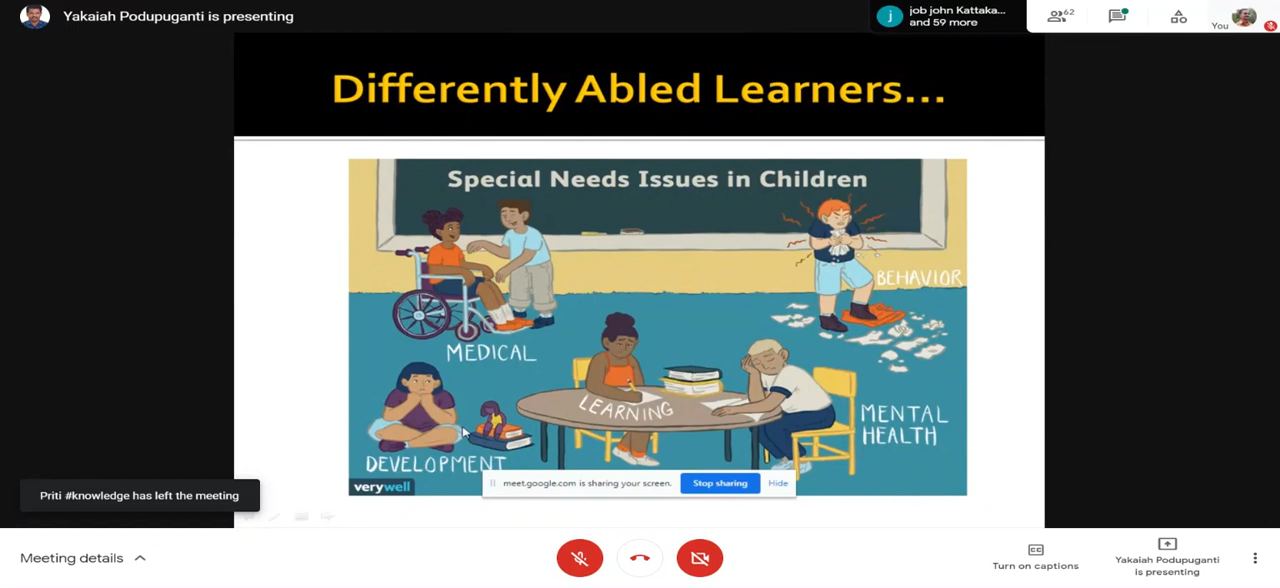 Yakaiah Podupuganti is presenting
j
job john Kattaka...
and 59 more
62
You
Differently Abled Learners...
Special Needs Issues in Children
BEHAVIOR
MEDICAL
LEARNING
MENTAL
HEALTH
DEVELOPMENT
verywell
meet.google.com is sharing your screen.
Stop sharing
Hide
Priti #knowledge has left the meeting
Meeting details
CC
Turn on captions
Yakaiah Podupuganti
is presenting